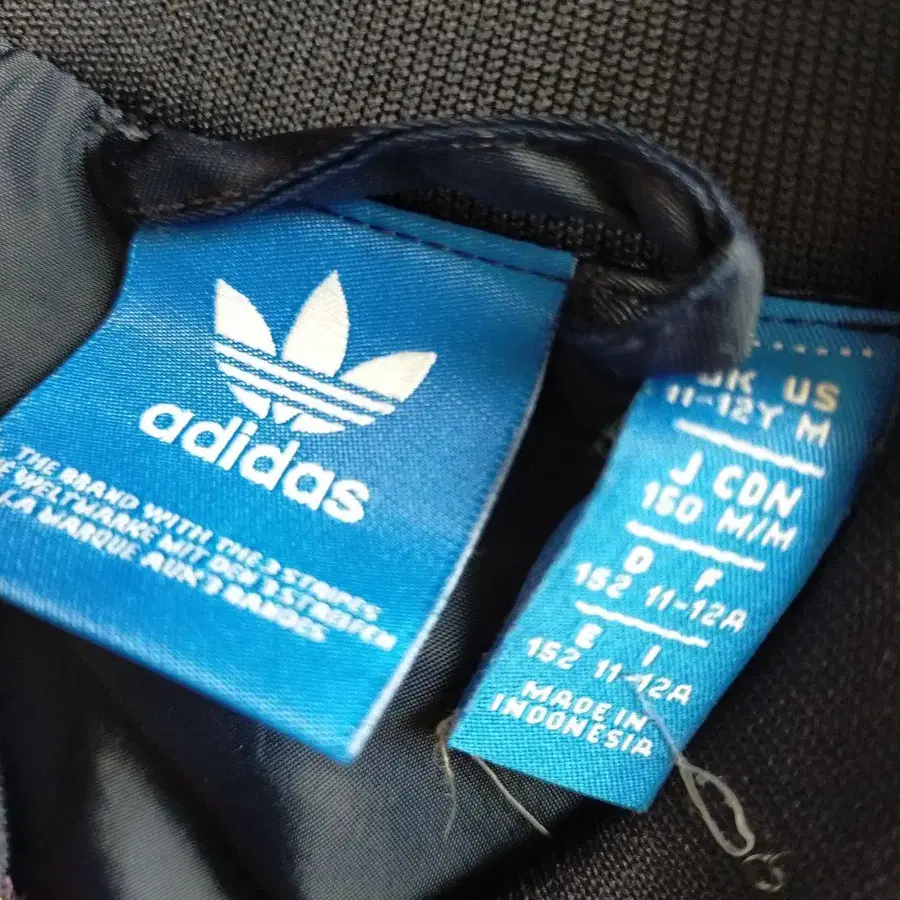 adidas
THE BRAND WITH THE 3 STRIPES
WELTMARKE MIT DEN 3 STREIFEN
LA MARQUE AUX 3 BANDES
UK US
11-12Y M
J CDN
150 M/M
D F
152 11-12A
E I
152 11-12A
MADE IN
INDONESIA